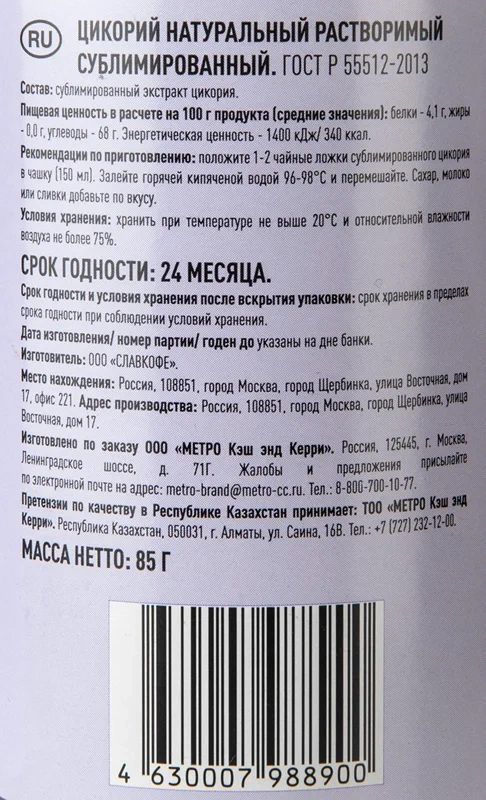 RU
ЦИКОРИЙ НАТУРАЛЬНЫЙ РАСТВОРИМЫЙ
СУБЛИМИРОВАННЫЙ. ГОСТ Р 55512-2013
Состав: сублимированный экстракт цикория.
Пищевая ценность в расчете на 100 г продукта (средние значения): белки - 4,1 г, жиры
- 0,0 г, углеводы - 68 г. Энергетическая ценность - 1400 кДж/ 340 ккал.
Рекомендации по приготовлению: положите 1-2 чайные ложки сублимированного цикория
в чашку (150 мл). Залейте горячей кипяченой водой 96-98°С и перемешайте. Сахар, молоко
или сливки добавьте по вкусу.
Условия хранения: хранить при температуре не выше 20°С и относительной влажности
воздуха не более 75%.
СРОК ГОДНОСТИ: 24 МЕСЯЦА.
Срок годности и условия хранения после вскрытия упаковки: срок хранения в пределах
срока годности при соблюдении условий хранения.
Дата изготовления/ номер партии/ годен до указаны на дне банки.
Изготовитель: ООО «СЛАВКОФЕ».
Место нахождения: Россия, 108851, город Москва, город Щербинка, улица Восточная, дом
17, офис 221. Адрес производства: Россия, 108851, город Москва, город Щербинка, улица
Восточная, дом 17.
Изготовлено по заказу ООО «МЕТРО Кэш энд Керри». Россия, 125445, г. Москва,
Ленинградское шоссе, д. 71Г. Жалобы и предложения присылайте
по электронной почте на адрес: metro-brand@metro-cc.ru. Тел.: 8-800-700-10-77.
Претензии по качеству в Республике Казахстан принимает: ТОО «МЕТРО Кэш энд
Керри». Республика Казахстан, 050031, г. Алматы, ул. Саина, 16В. Тел.: +7 (727) 232-12-00.
МАССА НЕТТО: 85 Г
4 630007 988900